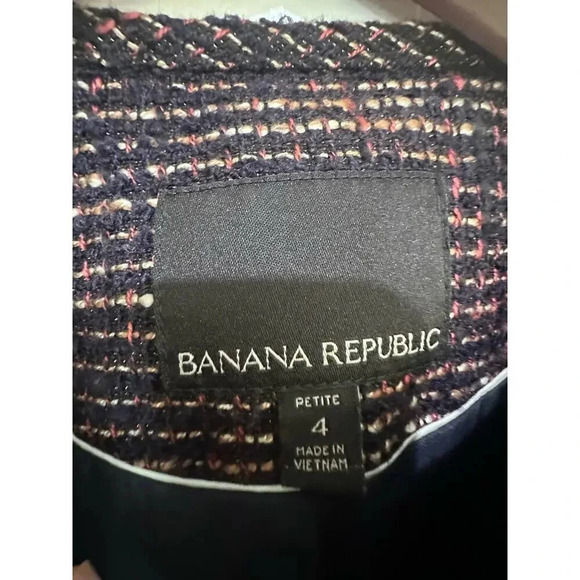 BANANA REPUBLIC
PETITE
4
MADE IN
VIETNAM